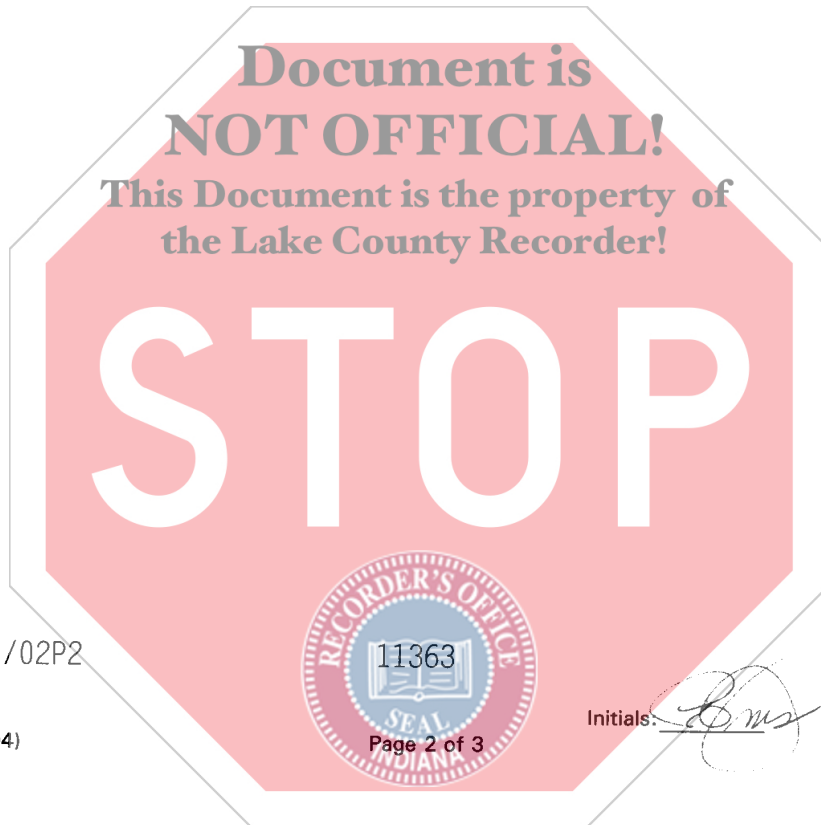 Document is
NOT OFFICIAL!
This Document is the property of
the Lake County Recorder!
STOP
RECORDER'S OFFICE
/02P2
11363
SEAL
Initials:
4)
Page 2 of 3
INDIANA